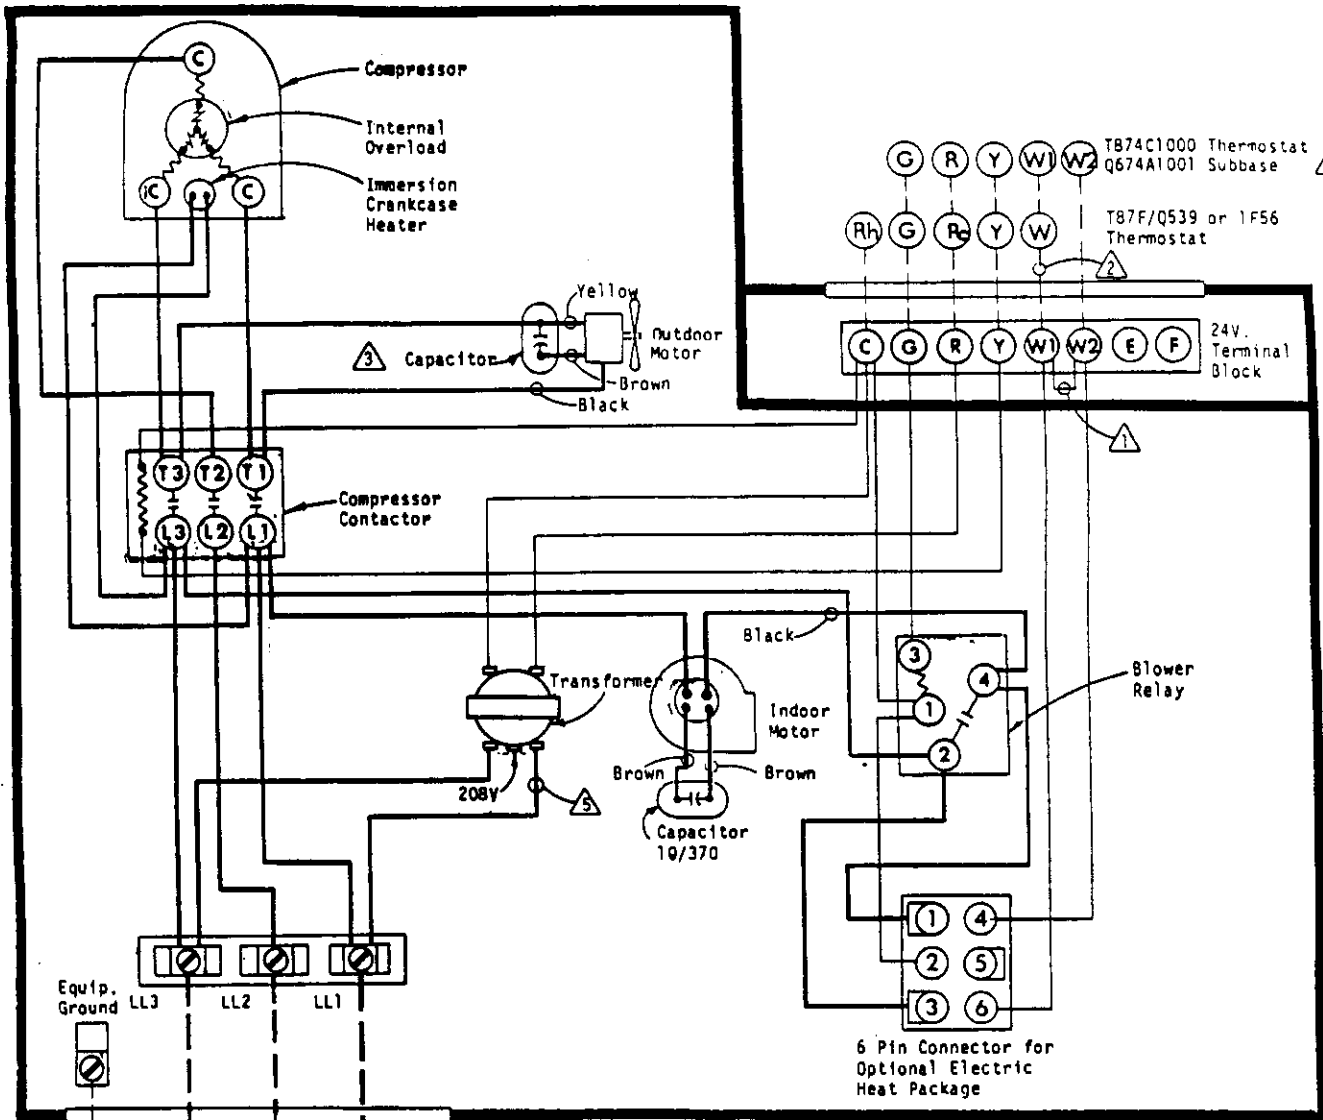 C
Compressor
Internal
Overload
Immersion
Crankcase
Heater
C
C
G R Y W1 W2
T874C1000 Thermostat
Q674A1001 Subbase
Rh G Rc Y W
T87F/Q539 or 1F56
Thermostat
2
Yellow
Outdoor
Motor
3
Capacitor
Brown
Black
C G R Y W1 W2 E F
24V.
Terminal
Block
1
T3 T2 T1
L3 L2 L1
Compressor
Contactor
Black
3
4
1
2
Blower
Relay
Transformer
Indoor
Motor
208V
5
Brown
Brown
Capacitor
10/370
1 4
2 5
3 6
6 Pin Connector for
Optional Electric
Heat Package
Equip.
Ground
LL3
LL2
LL1